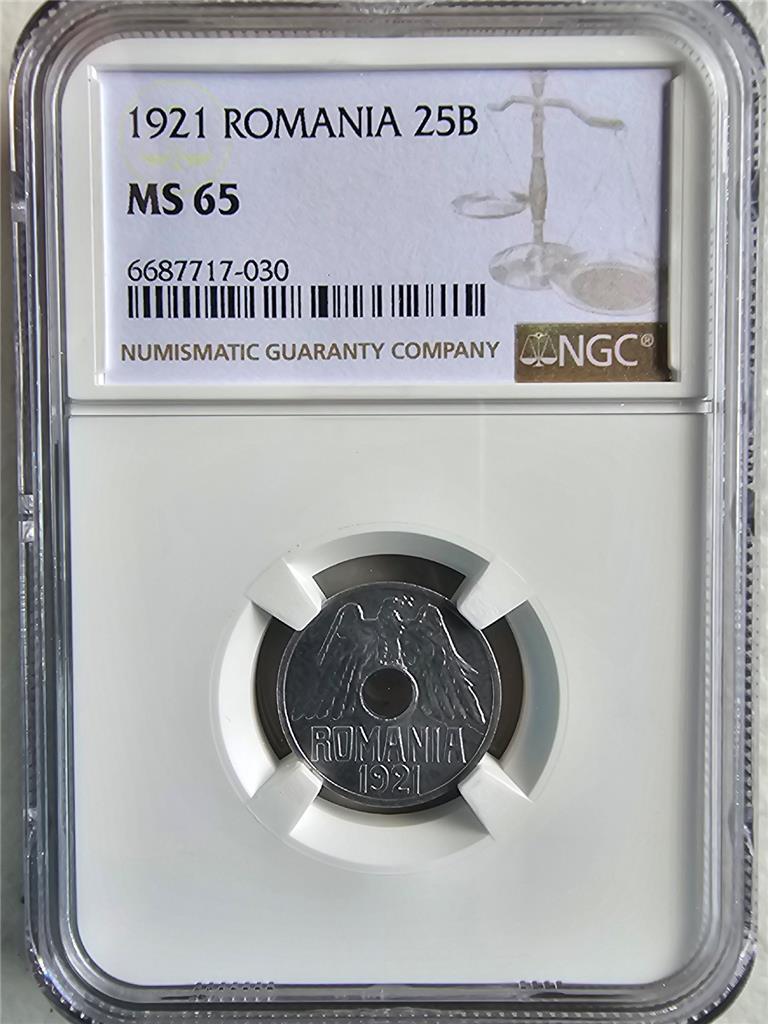 1921 ROMANIA 25B
MS 65
6687717-030
NUMISMATIC GUARANTY COMPANY
NGC®
ROMANIA
1921